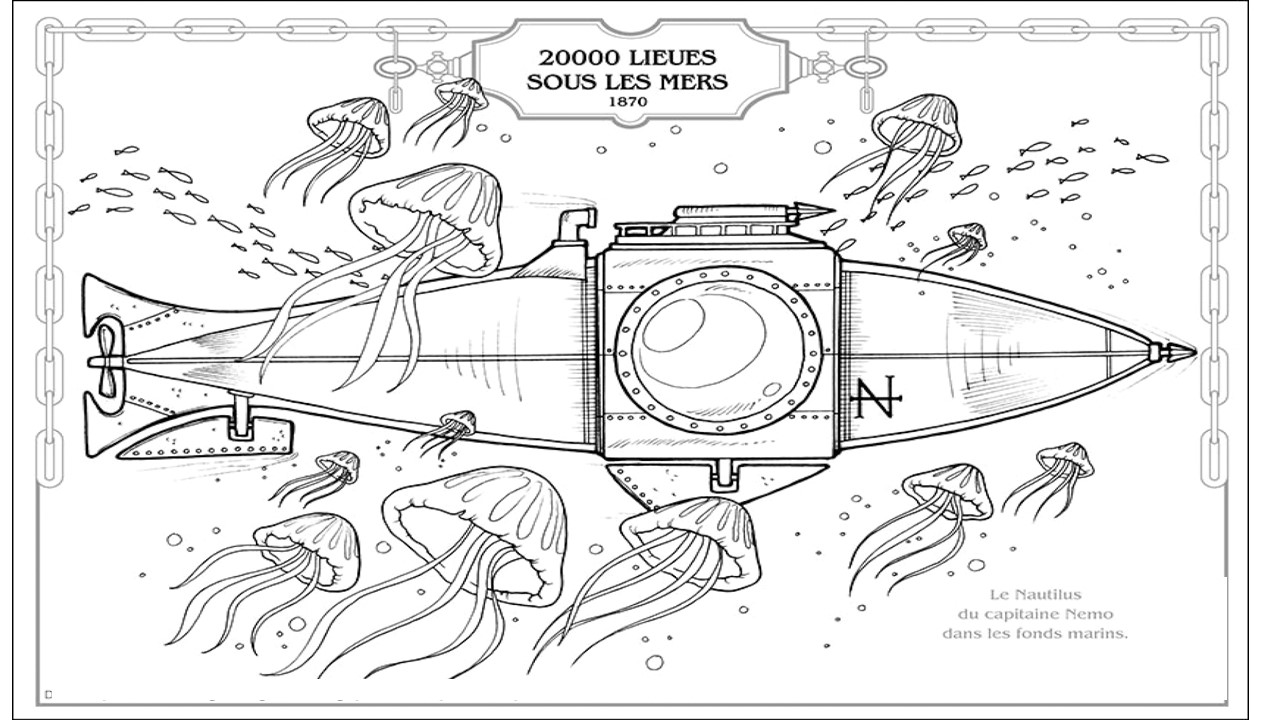 20000 LIEUES
SOUS LES MERS
1870
N
Le Nautilus
du capitaine Nemo
dans les fonds marins.